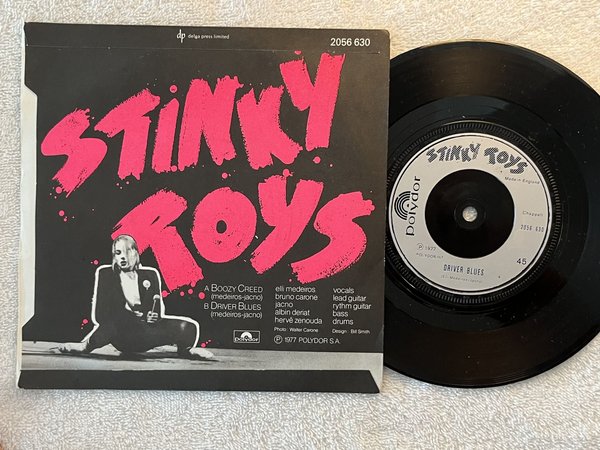 dp delga press limited
2056 630
STINKY
TOYS
A BOOZY CREED
(medeiros-jacno)
B DRIVER BLUES
(medeiros-jacno)
elli medeiros vocals
bruno carone lead guitar
jacno rythm guitar
albin deriat bass
hervé zenouda drums
Photo : Walter Carone Design : Bill Smith
polydor
Ⓟ 1977 POLYDOR S.A.
STINKY TOYS
Polydor
Made in England
Chappell
2056 630
Ⓟ 1977
45
DRIVER BLUES